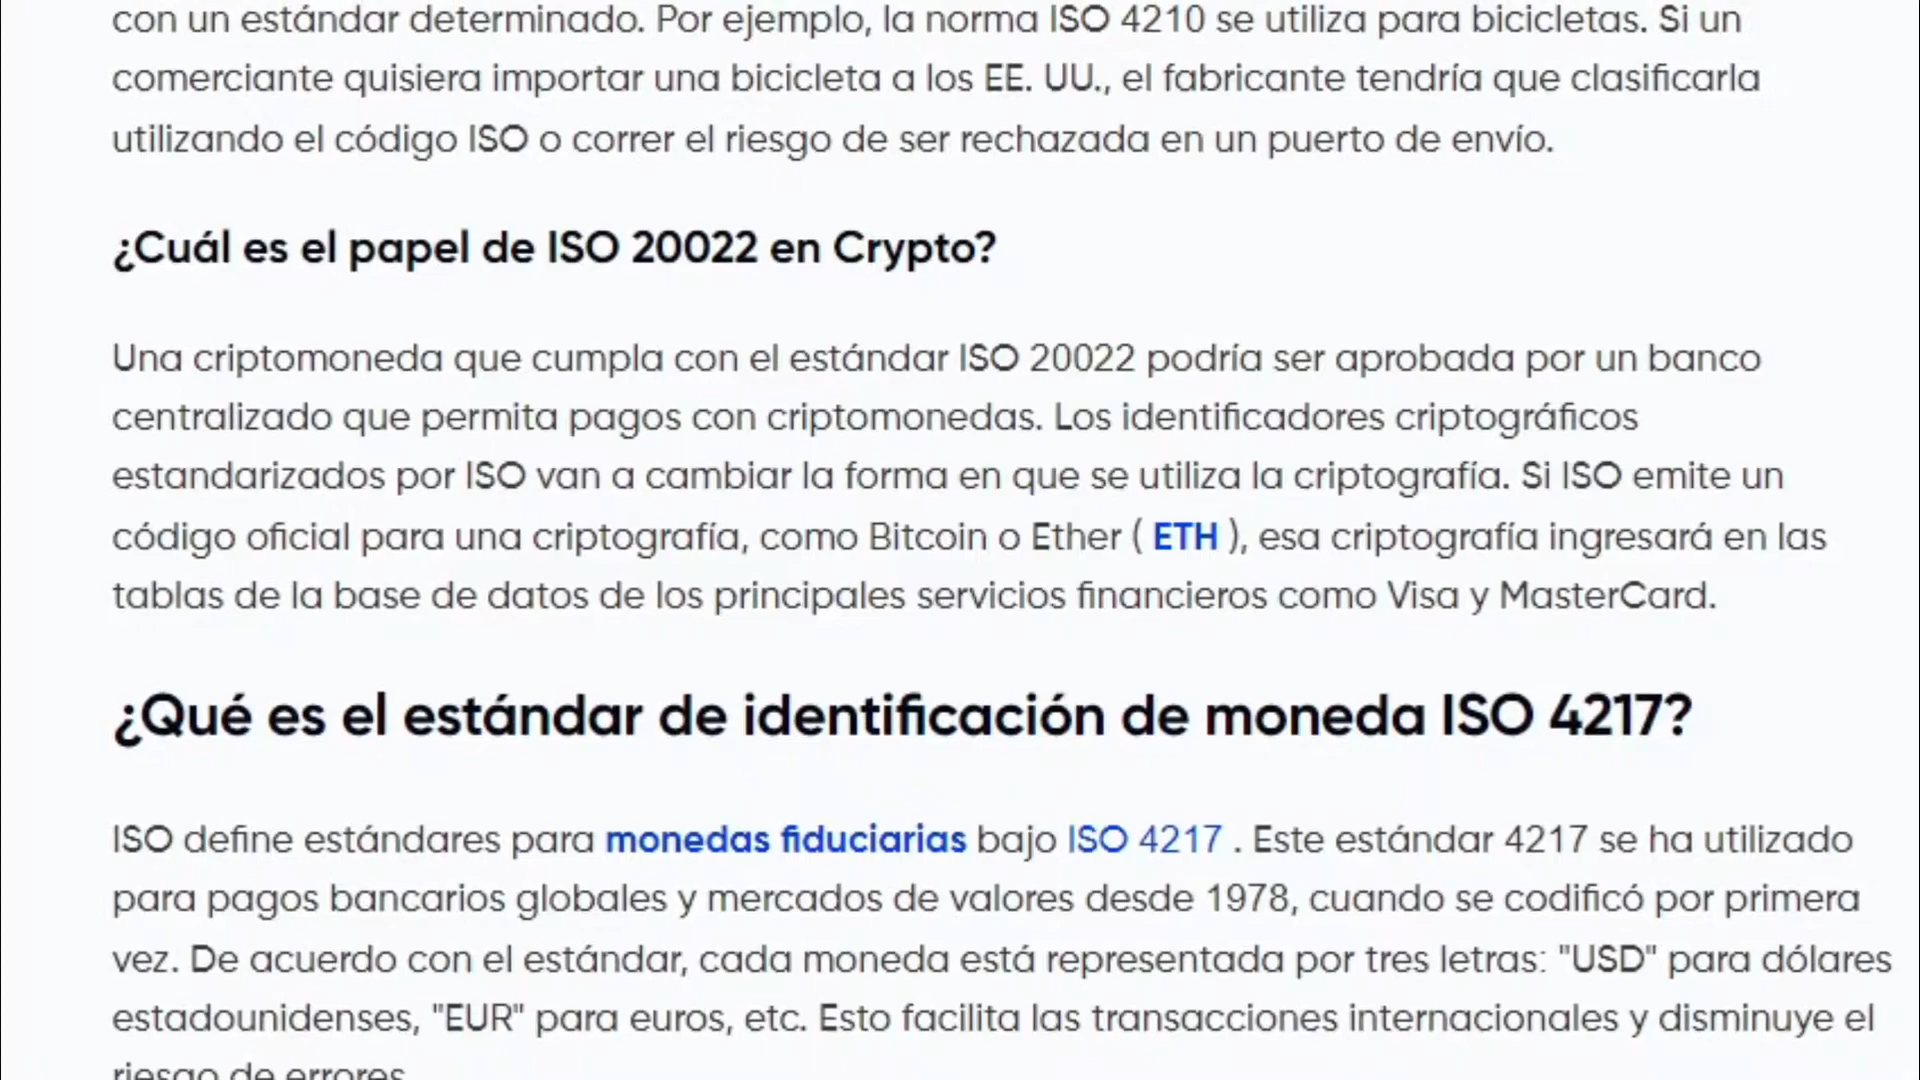 con un estándar determinado. Por ejemplo, la norma ISO 4210 se utiliza para bicicletas. Si un
comerciante quisiera importar una bicicleta a los EE. UU., el fabricante tendría que clasificarla
utilizando el código ISO o correr el riesgo de ser rechazada en un puerto de envío.
¿Cuál es el papel de ISO 20022 en Crypto?
Una criptomoneda que cumpla con el estándar ISO 20022 podría ser aprobada por un banco
centralizado que permita pagos con criptomonedas. Los identificadores criptográficos
estandarizados por ISO van a cambiar la forma en que se utiliza la criptografía. Si ISO emite un
código oficial para una criptografía, como Bitcoin o Ether ( ETH ), esa criptografía ingresará en las
tablas de la base de datos de los principales servicios financieros como Visa y MasterCard.
¿Qué es el estándar de identificación de moneda ISO 4217?
ISO define estándares para monedas fiduciarias bajo ISO 4217 . Este estándar 4217 se ha utilizado
para pagos bancarios globales y mercados de valores desde 1978, cuando se codificó por primera
vez. De acuerdo con el estándar, cada moneda está representada por tres letras: "USD" para dólares
estadounidenses, "EUR" para euros, etc. Esto facilita las transacciones internacionales y disminuye el
riesgo de errores.